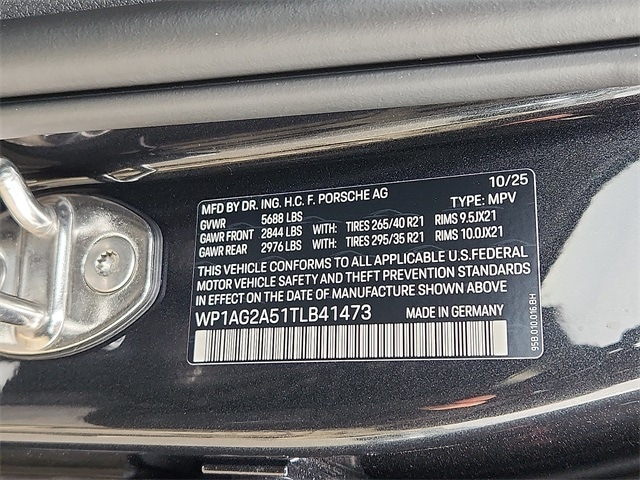 MFD BY DR. ING. H.C. F. PORSCHE AG 10/25
GVWR 5688 LBS TYPE: MPV
GAWR FRONT 2844 LBS WITH: TIRES 265/40 R21 RIMS 9.5JX21
GAWR REAR 2976 LBS WITH: TIRES 295/35 R21 RIMS 10.0JX21
THIS VEHICLE CONFORMS TO ALL APPLICABLE U.S.FEDERAL
MOTOR VEHICLE SAFETY AND THEFT PREVENTION STANDARDS
IN EFFECT ON THE DATE OF MANUFACTURE SHOWN ABOVE
WP1AG2A51TLB41473 MADE IN GERMANY
95B.010.016.BH